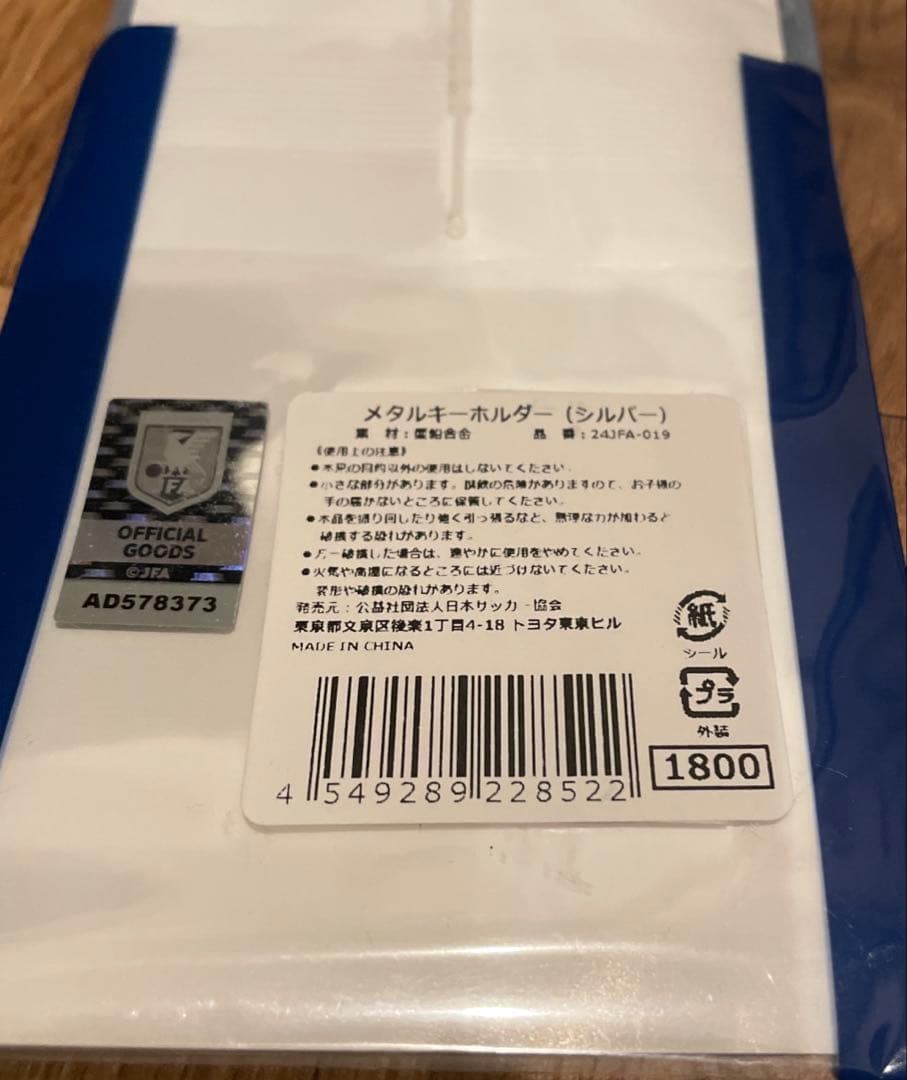 メタルキーホルダー（シルバー）
素 材：亜鉛合金 品 番：24JFA-019
《使用上の注意》
●本品の目的以外の使用はしないでください。
●小さな部分があります。誤飲の危険がありますので、お子様の
手の届かないところに保管してください。
●本品を振り回したり強く引っ張るなど、無理な力が加わると
破損する恐れがあります。
●万一破損した場合は、速やかに使用をやめてください。
●火気や高温になるところには近づけないでください。
変形や破損の恐れがあります。
発売元：公益社団法人日本サッカー協会
東京都文京区後楽1丁目4-18 トヨタ東京ビル
MADE IN CHINA
4 549289 228522
紙
シール
プラ
外装
1800
JFA
OFFICIAL
GOODS
©JFA
AD578373